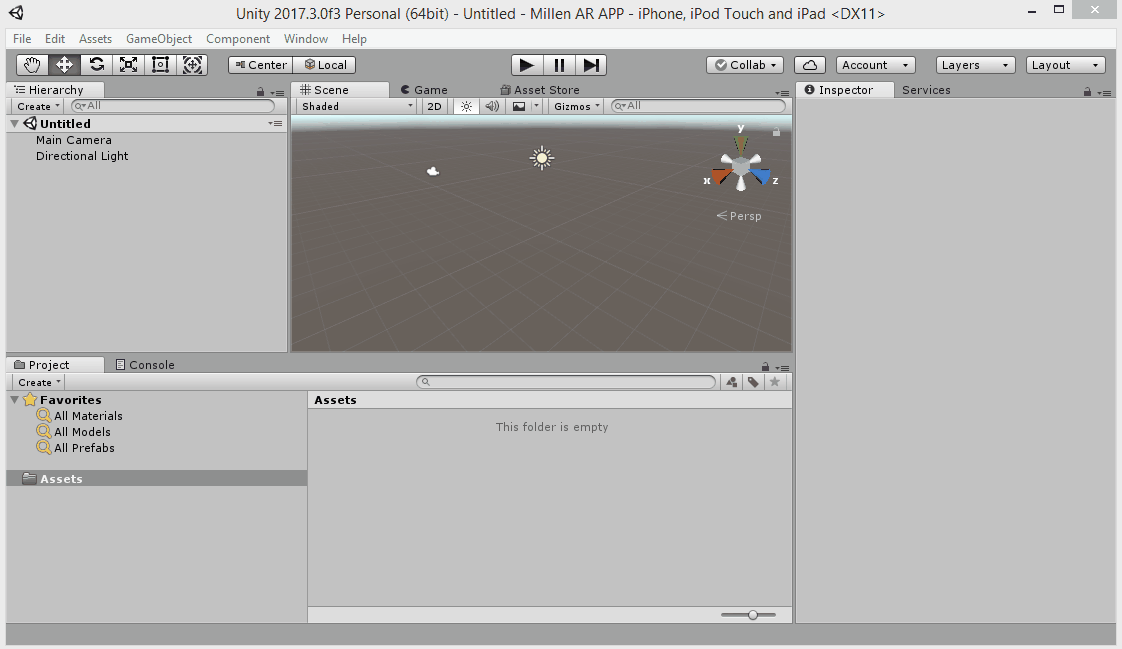 Unity 2017.3.0f3 Personal (64bit) - Untitled - Millen AR APP - iPhone, iPod Touch and iPad <DX11>
File Edit Assets GameObject Component Window Help
Center Local Collab Account Layers Layout
Hierarchy Scene Game Asset Store Inspector Services
Create All Shaded 2D Gizmos All
Untitled
Main Camera
Directional Light
y
x z
Persp
Project Console
Create
Favorites Assets
All Materials This folder is empty
All Models
All Prefabs
Assets